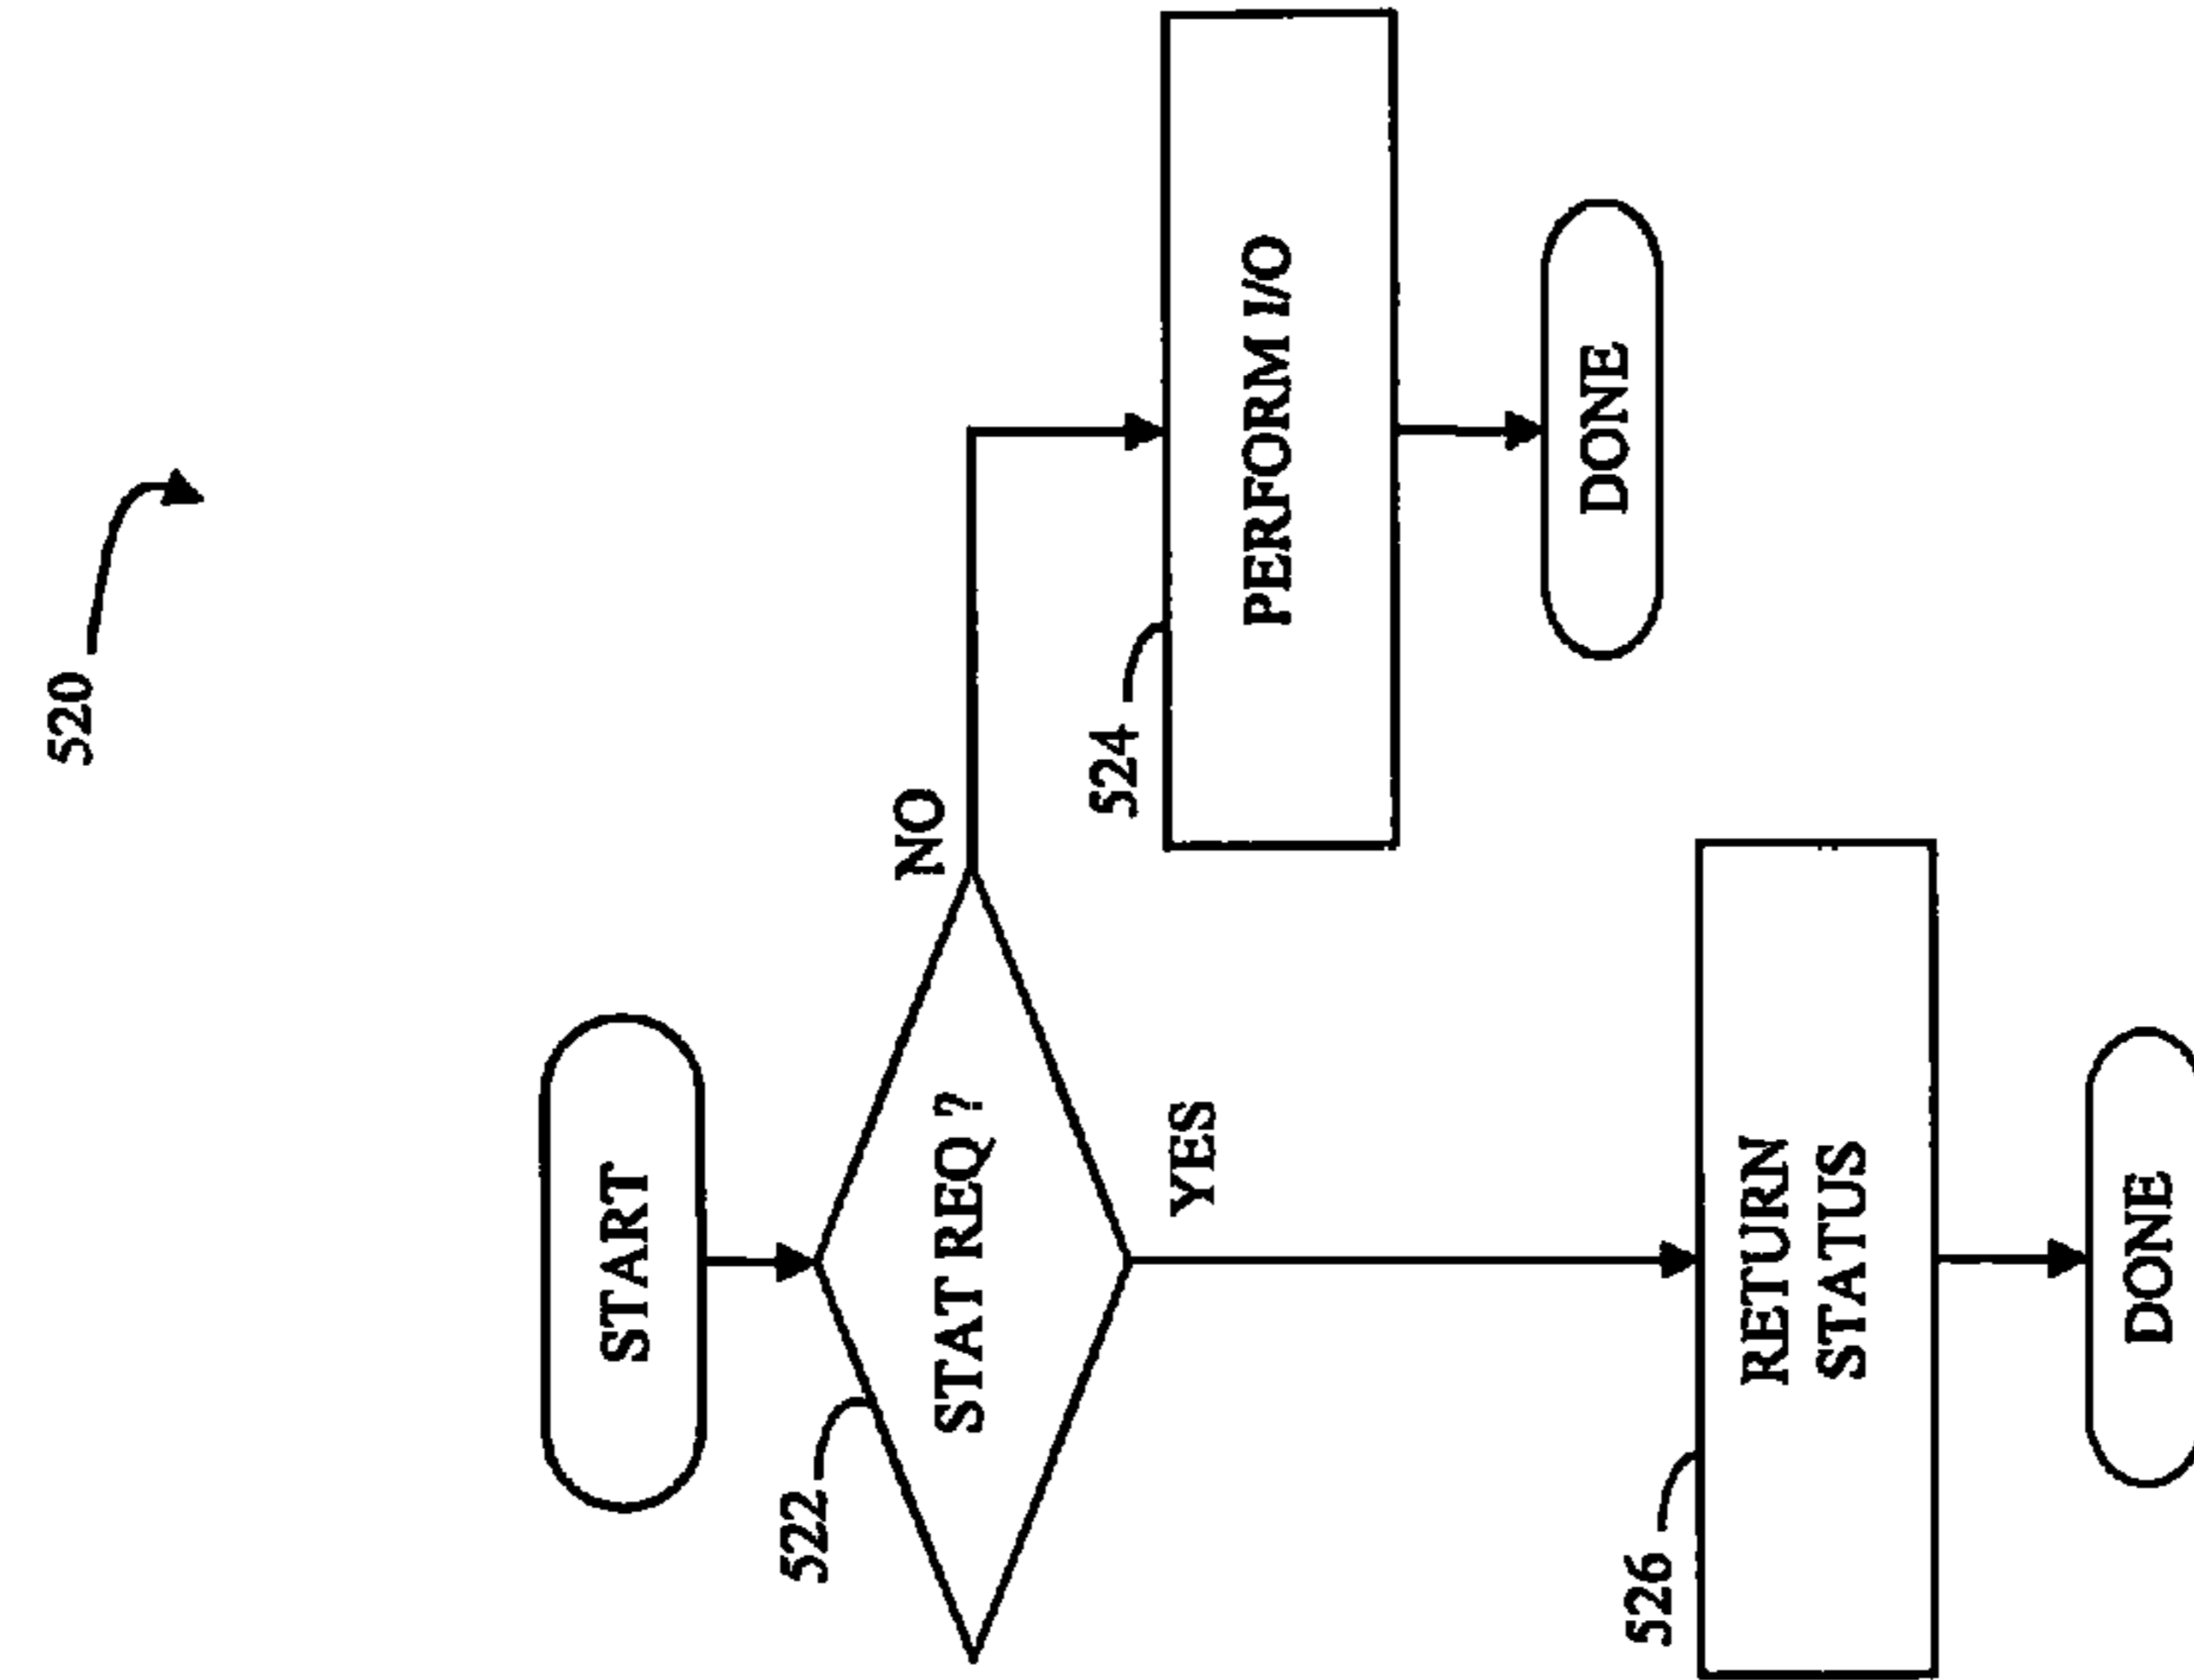 520
START
522
STAT REQ ?
NO
YES
524
PERFORM I/O
DONE
526
RETURN
STATUS
DONE